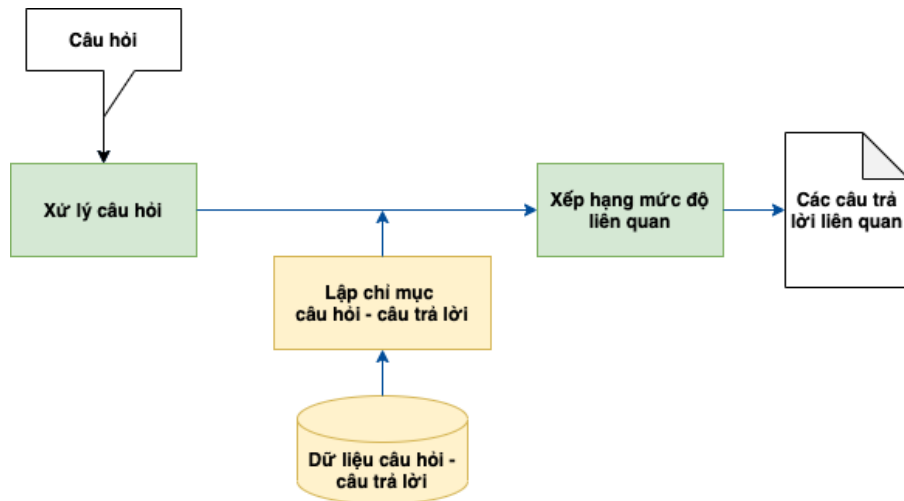 Câu hỏi
Xử lý câu hỏi
Xếp hạng mức độ
liên quan
Các câu trả
lời liên quan
Lập chỉ mục
câu hỏi - câu trả lời
Dữ liệu câu hỏi -
câu trả lời